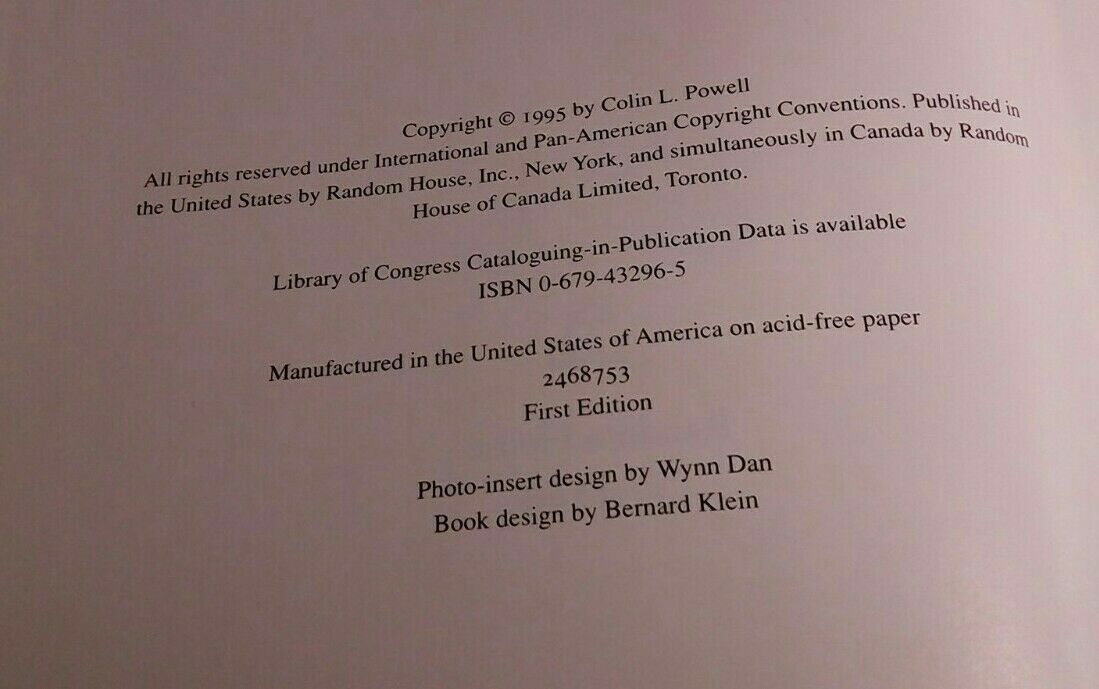 Copyright © 1995 by Colin L. Powell
All rights reserved under International and Pan-American Copyright Conventions. Published in
the United States by Random House, Inc., New York, and simultaneously in Canada by Random
House of Canada Limited, Toronto.
Library of Congress Cataloguing-in-Publication Data is available
ISBN 0-679-43296-5
Manufactured in the United States of America on acid-free paper
2468753
First Edition
Photo-insert design by Wynn Dan
Book design by Bernard Klein